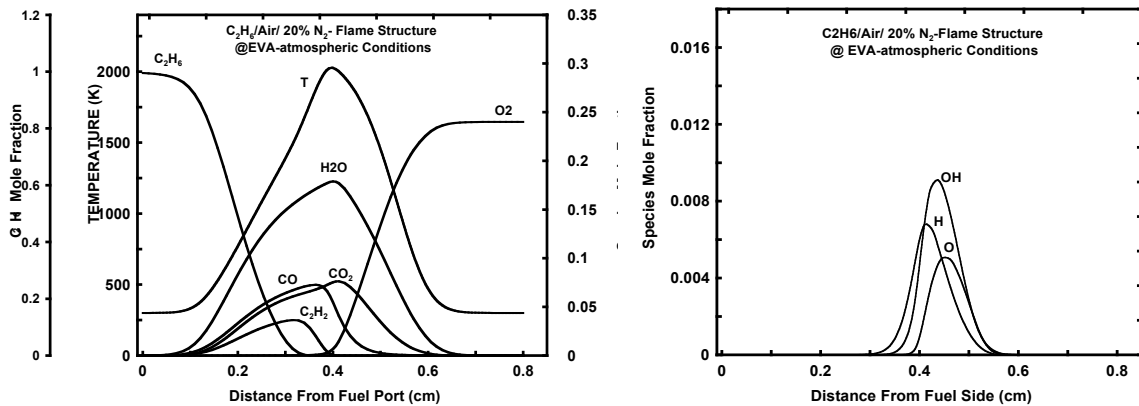 C₂H₆/Air/ 20% N₂- Flame Structure
@EVA-atmospheric Conditions
C₂H₆
T
O2
H2O
CO
CO₂
C₂H₂
Mole Fraction
1.2
1
0.8
0.6
0.4
0.2
0
TEMPERATURE (K)
2000
1500
1000
500
0
0.35
0.3
0.25
0.2
0.15
0.1
0.05
0
0 0.2 0.4 0.6 0.8
Distance From Fuel Port (cm)
C2H6/Air/ 20% N₂-Flame Structure
@ EVA-atmospheric Conditions
OH
H
O
Species Mole Fraction
0.016
0.012
0.008
0.004
0
0 0.2 0.4 0.6 0.8
Distance From Fuel Side (cm)